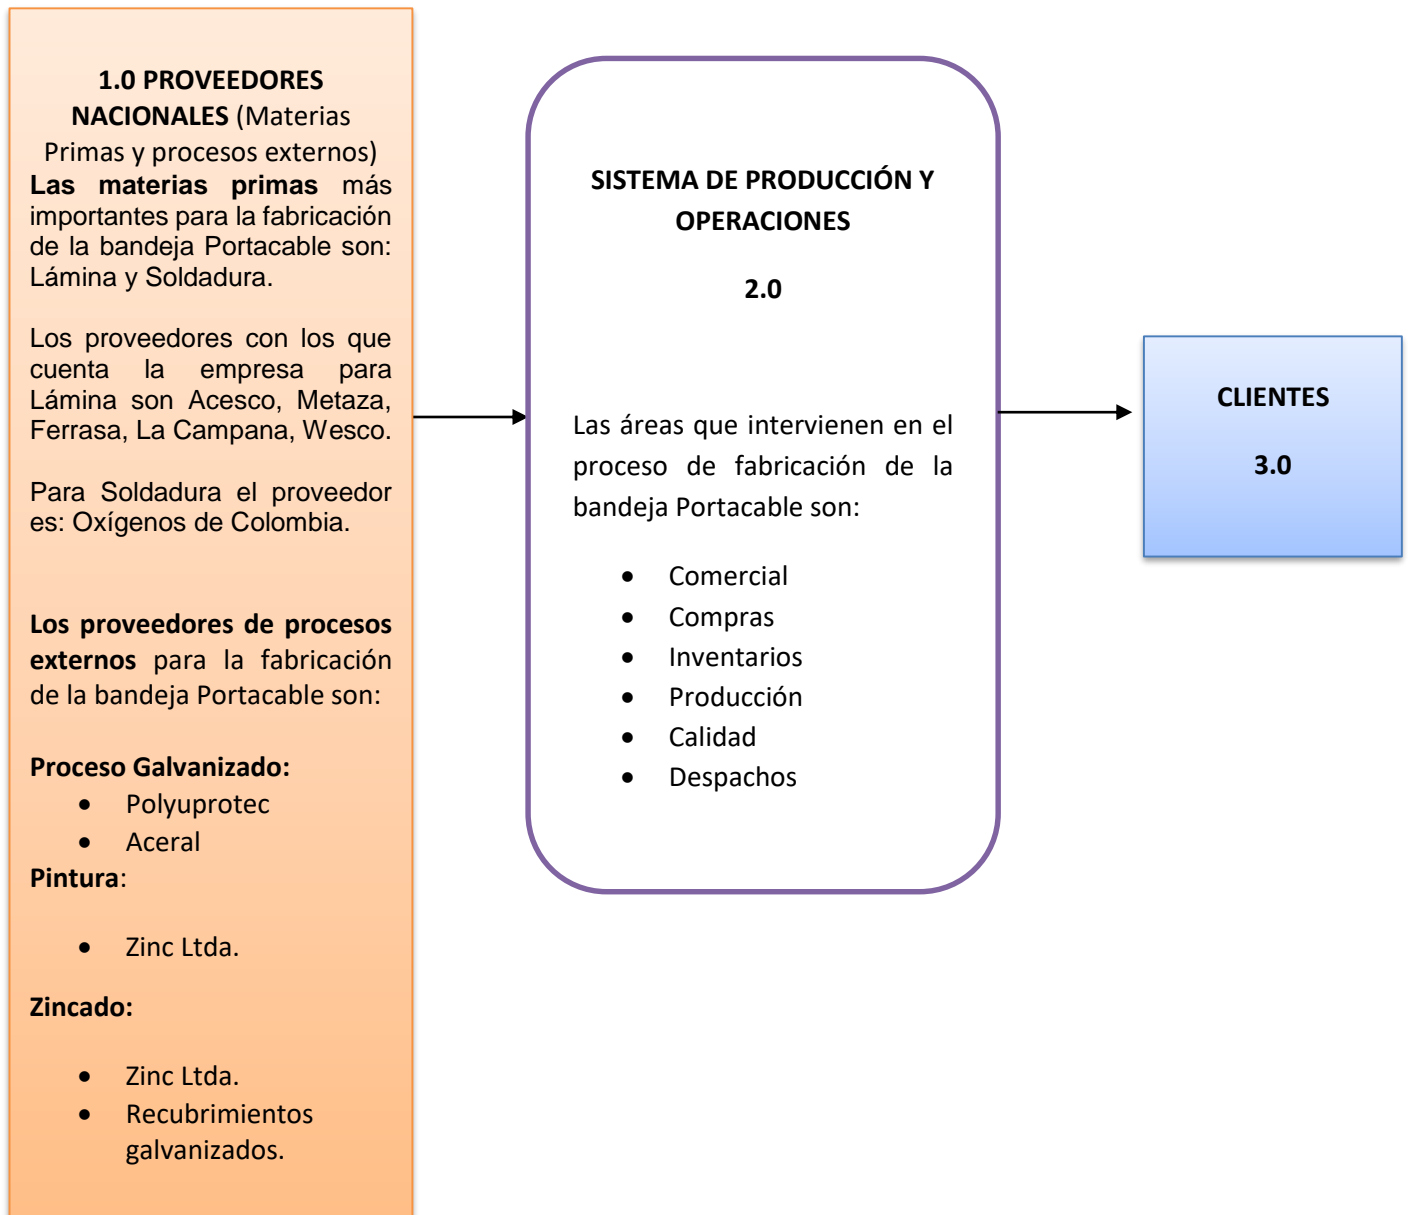 1.0 PROVEEDORES
NACIONALES (Materias
Primas y procesos externos)
Las materias primas más
importantes para la fabricación
de la bandeja Portacable son:
Lámina y Soldadura.
Los proveedores con los que
cuenta la empresa para
Lámina son Acesco, Metaza,
Ferrasa, La Campana, Wesco.
Para Soldadura el proveedor
es: Oxígenos de Colombia.
Los proveedores de procesos
externos para la fabricación
de la bandeja Portacable son:
Proceso Galvanizado:
• Polyuprotec
• Aceral
Pintura:
• Zinc Ltda.
Zincado:
• Zinc Ltda.
• Recubrimientos
galvanizados.
SISTEMA DE PRODUCCIÓN Y
OPERACIONES
2.0
Las áreas que intervienen en el
proceso de fabricación de la
bandeja Portacable son:
• Comercial
• Compras
• Inventarios
• Producción
• Calidad
• Despachos
CLIENTES
3.0